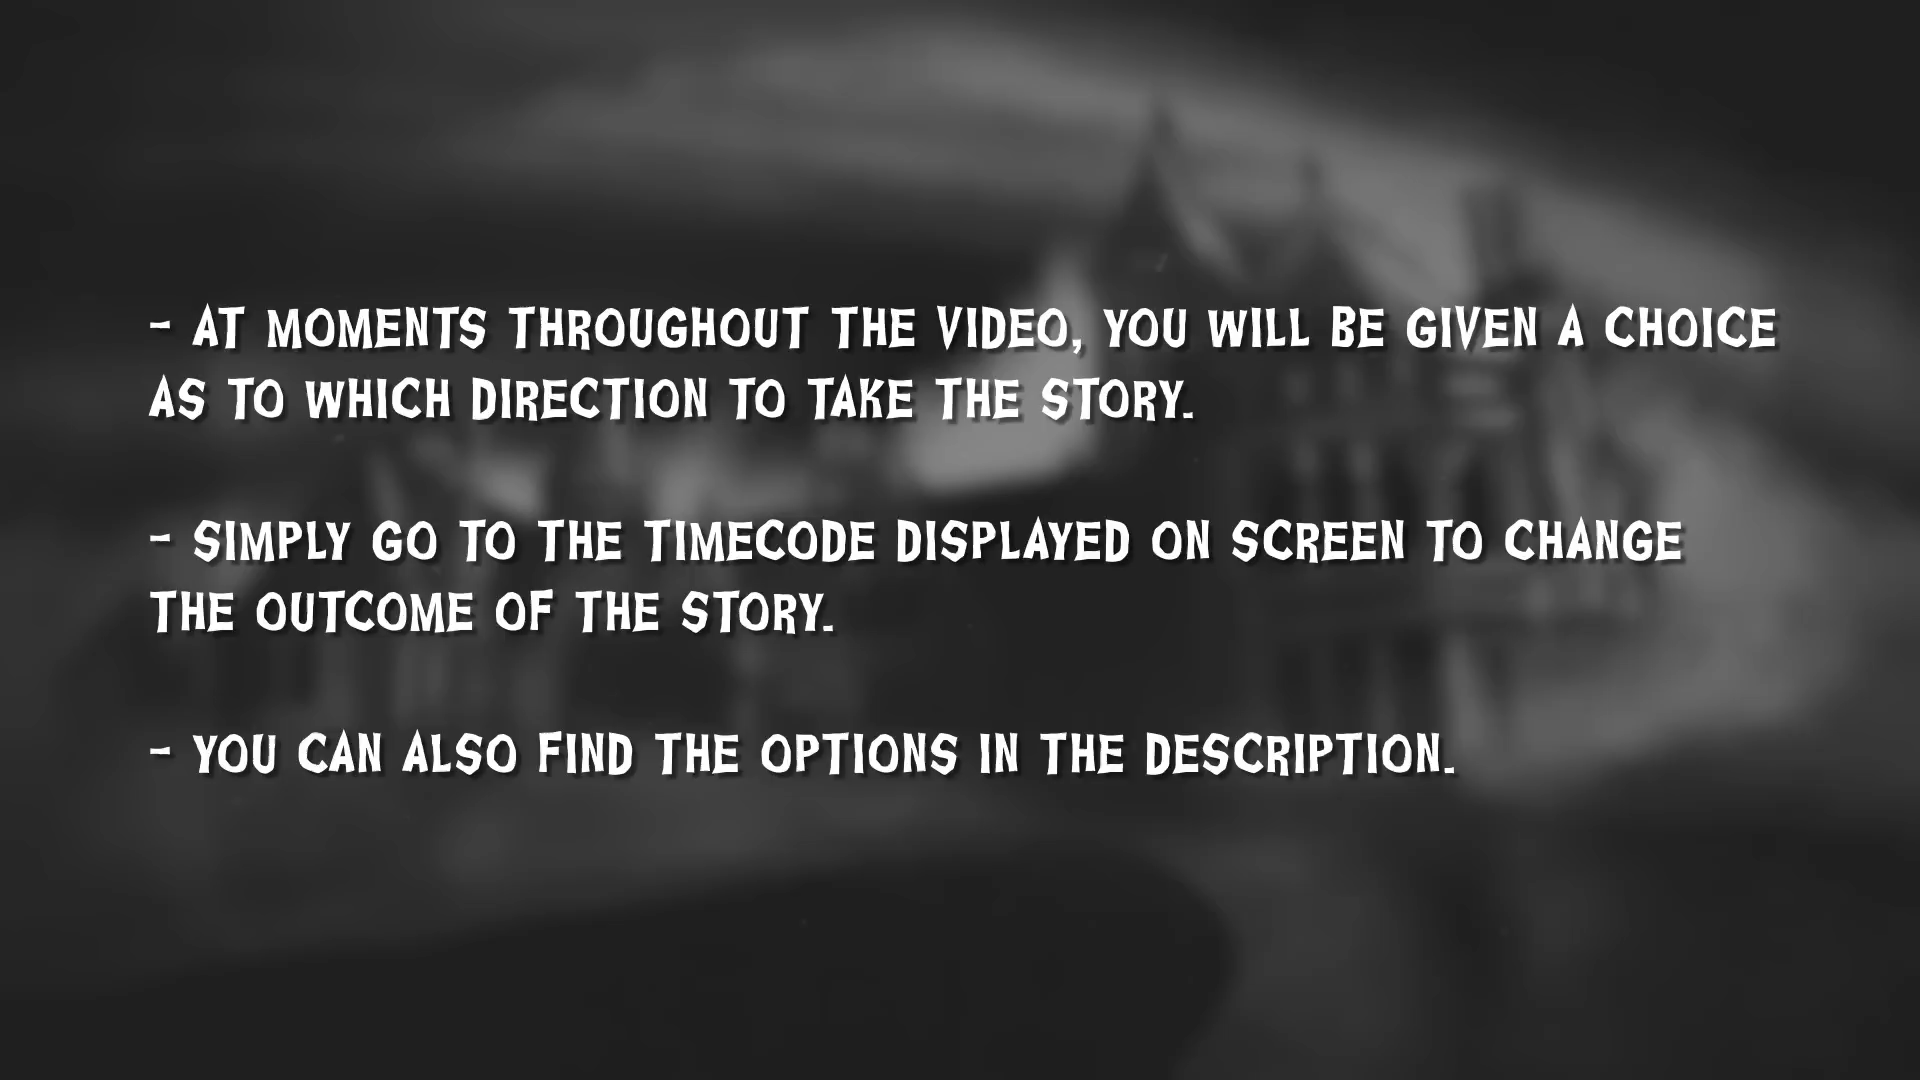 - AT MOMENTS THROUGHOUT THE VIDEO, YOU WILL BE GIVEN A CHOICE
AS TO WHICH DIRECTION TO TAKE THE STORY.
- SIMPLY GO TO THE TIMECODE DISPLAYED ON SCREEN TO CHANGE
THE OUTCOME OF THE STORY.
- YOU CAN ALSO FIND THE OPTIONS IN THE DESCRIPTION.